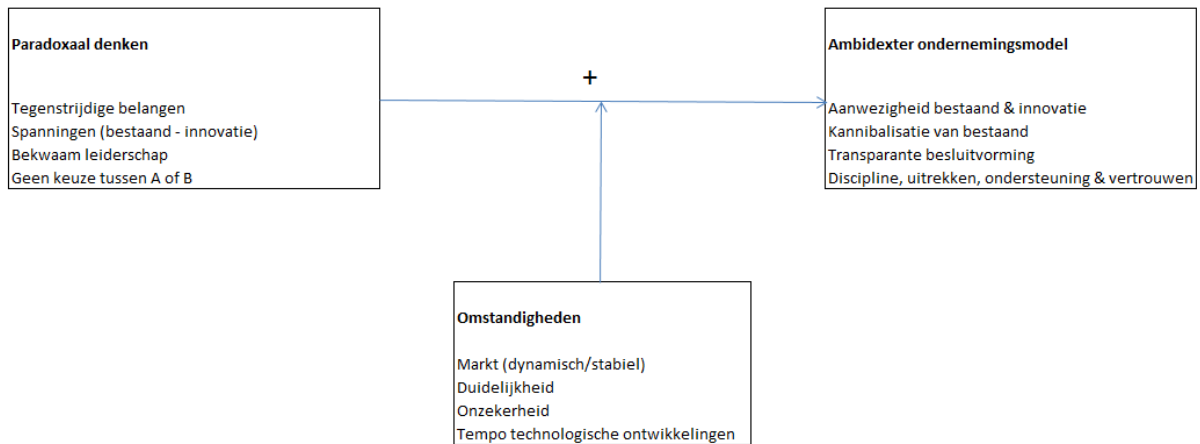 Paradoxaal denken
Tegenstrijdige belangen
Spanningen (bestaand - innovatie)
Bekwaam leiderschap
Geen keuze tussen A of B
+
Ambidexter ondernemingsmodel
Aanwezigheid bestaand & innovatie
Kannibalisatie van bestaand
Transparante besluitvorming
Discipline, uitrekken, ondersteuning & vertrouwen
Omstandigheden
Markt (dynamisch/stabiel)
Duidelijkheid
Onzekerheid
Tempo technologische ontwikkelingen